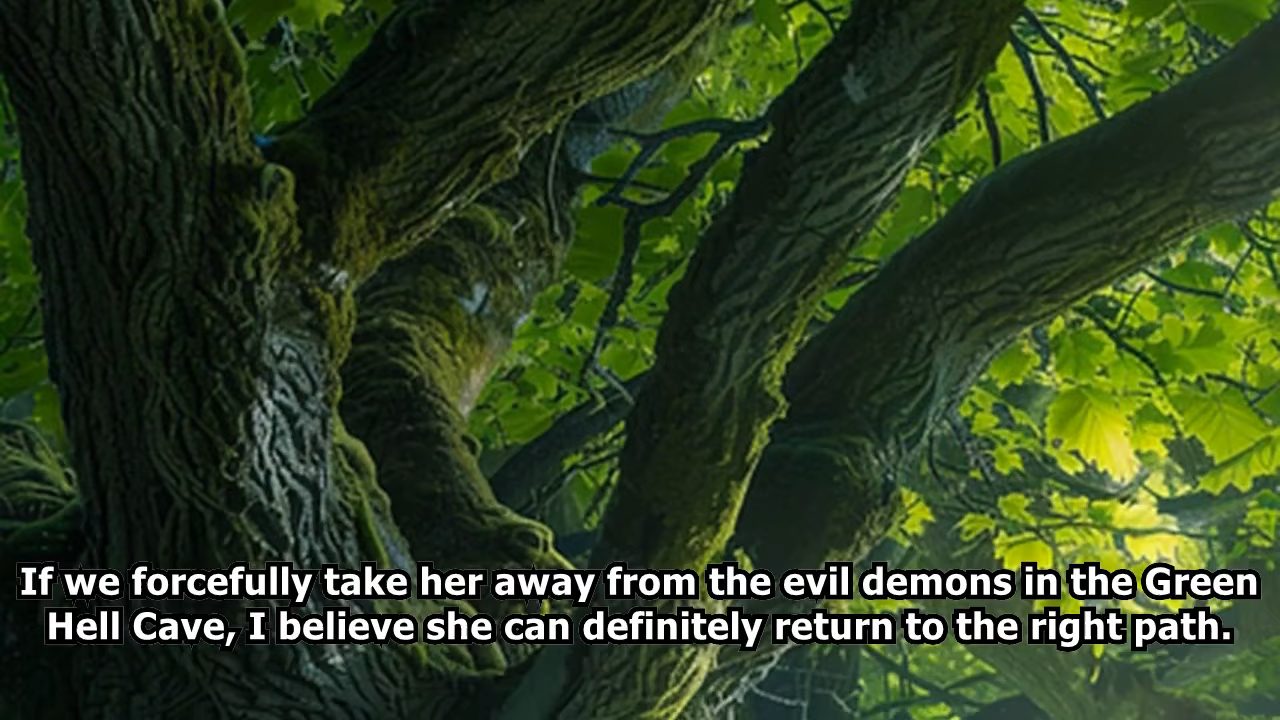 If we forcefully take her away from the evil demons in the Green
Hell Cave, I believe she can definitely return to the right path.